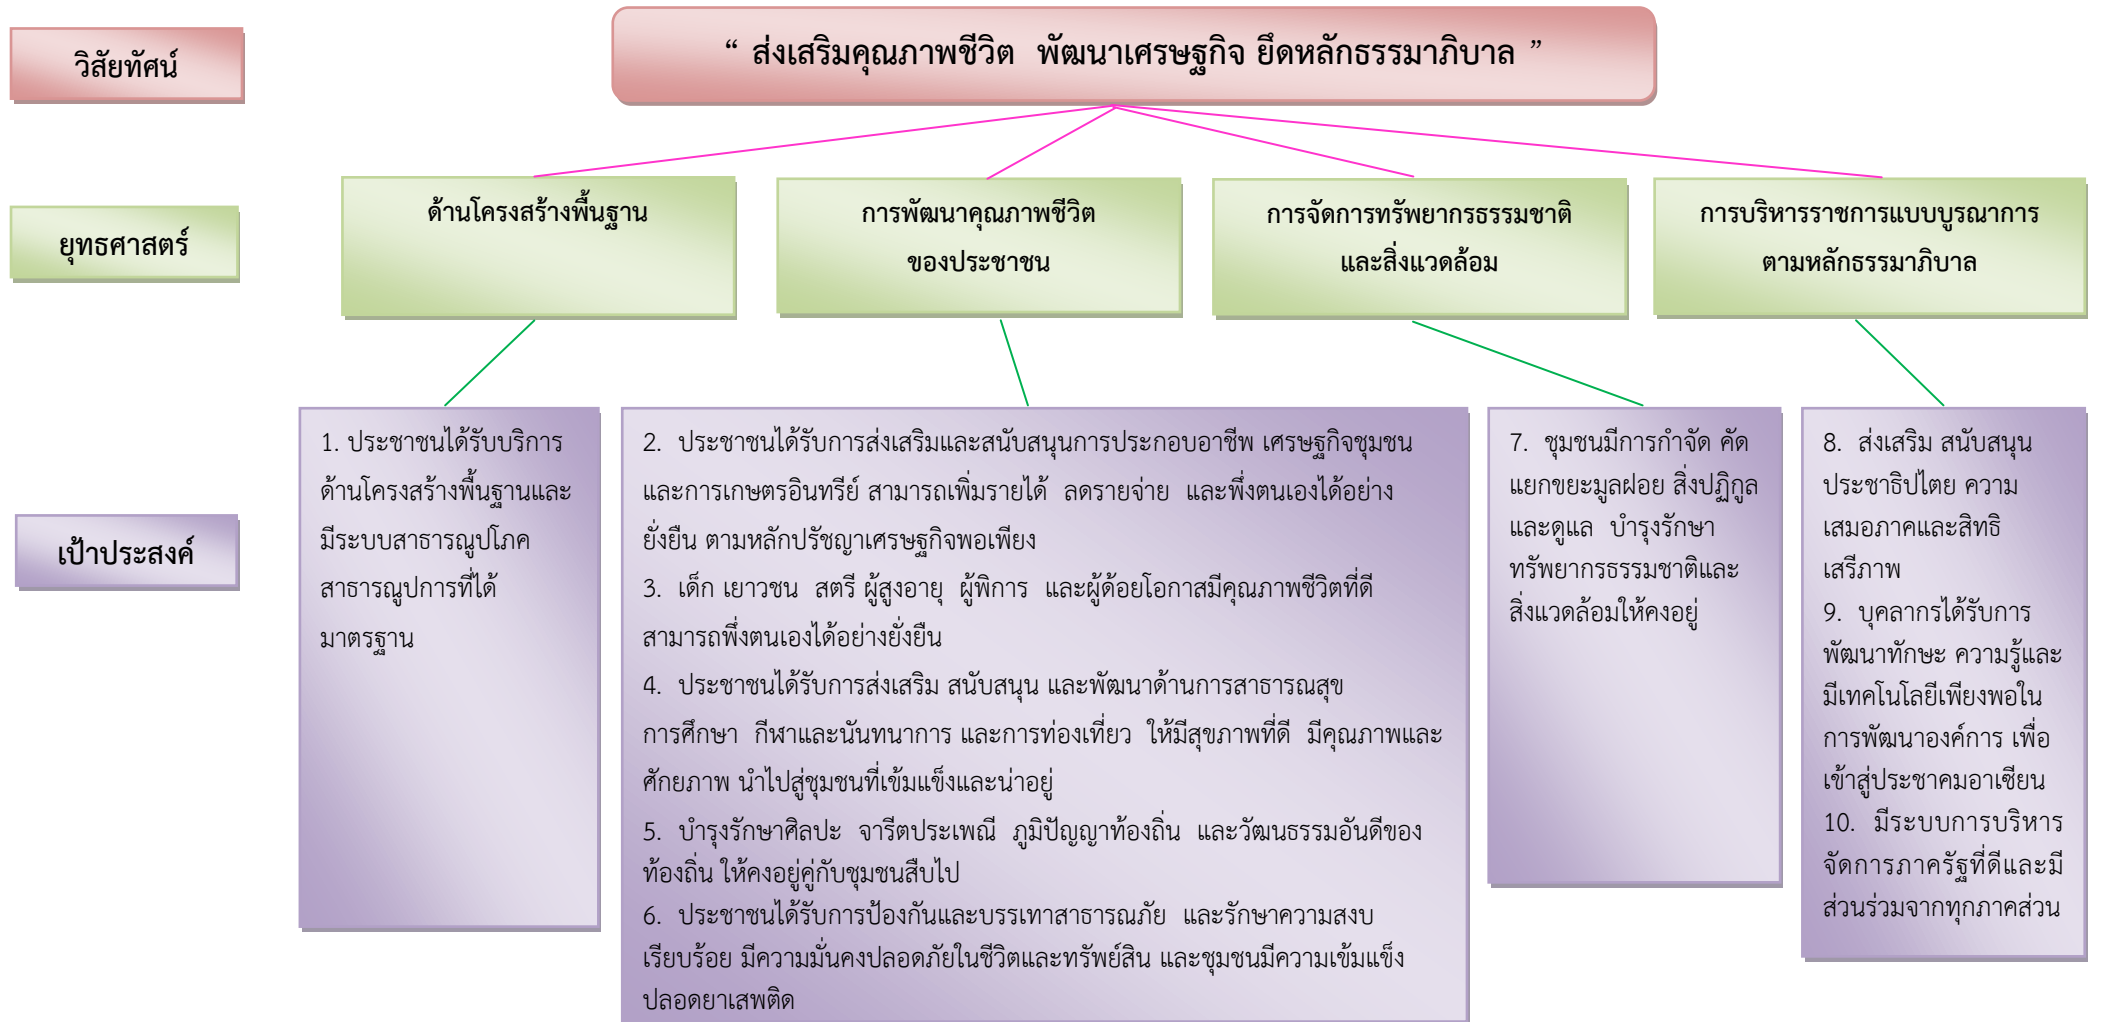 วิสัยทัศน์
“ ส่งเสริมคุณภาพชีวิต  พัฒนาเศรษฐกิจ ยึดหลักธรรมาภิบาล ”
ยุทธศาสตร์
ด้านโครงสร้างพื้นฐาน
การพัฒนาคุณภาพชีวิต
ของประชาชน
การจัดการทรัพยากรธรรมชาติ
และสิ่งแวดล้อม
การบริหารราชการแบบบูรณาการ
ตามหลักธรรมาภิบาล
เป้าประสงค์
1. ประชาชนได้รับบริการ
ด้านโครงสร้างพื้นฐานและ
มีระบบสาธารณูปโภค
สาธารณูปการที่ได้
มาตรฐาน
2.  ประชาชนได้รับการส่งเสริมและสนับสนุนการประกอบอาชีพ เศรษฐกิจชุมชน
และการเกษตรอินทรีย์ สามารถเพิ่มรายได้  ลดรายจ่าย  และพึ่งตนเองได้อย่าง
ยั่งยืน ตามหลักปรัชญาเศรษฐกิจพอเพียง
3.  เด็ก เยาวชน  สตรี ผู้สูงอายุ  ผู้พิการ  และผู้ด้อยโอกาสมีคุณภาพชีวิตที่ดี
สามารถพึ่งตนเองได้อย่างยั่งยืน
4.  ประชาชนได้รับการส่งเสริม สนับสนุน และพัฒนาด้านการสาธารณสุข
การศึกษา  กีฬาและนันทนาการ และการท่องเที่ยว  ให้มีสุขภาพที่ดี  มีคุณภาพและ
ศักยภาพ นำไปสู่ชุมชนที่เข้มแข็งและน่าอยู่
5.  บำรุงรักษาศิลปะ  จารีตประเพณี  ภูมิปัญญาท้องถิ่น  และวัฒนธรรมอันดีของ
ท้องถิ่น ให้คงอยู่คู่กับชุมชนสืบไป
6.  ประชาชนได้รับการป้องกันและบรรเทาสาธารณภัย  และรักษาความสงบ
เรียบร้อย มีความมั่นคงปลอดภัยในชีวิตและทรัพย์สิน และชุมชนมีความเข้มแข็ง
ปลอดยาเสพติด
7.  ชุมชนมีการกำจัด คัด
แยกขยะมูลฝอย สิ่งปฏิกูล
และดูแล  บำรุงรักษา
ทรัพยากรธรรมชาติและ
สิ่งแวดล้อมให้คงอยู่
8.  ส่งเสริม สนับสนุน
ประชาธิปไตย ความ
เสมอภาคและสิทธิ
เสรีภาพ
9.  บุคลากรได้รับการ
พัฒนาทักษะ ความรู้และ
มีเทคโนโลยีเพียงพอใน
การพัฒนาองค์การ เพื่อ
เข้าสู่ประชาคมอาเซียน
10.  มีระบบการบริหาร
จัดการภาครัฐที่ดีและมี
ส่วนร่วมจากทุกภาคส่วน